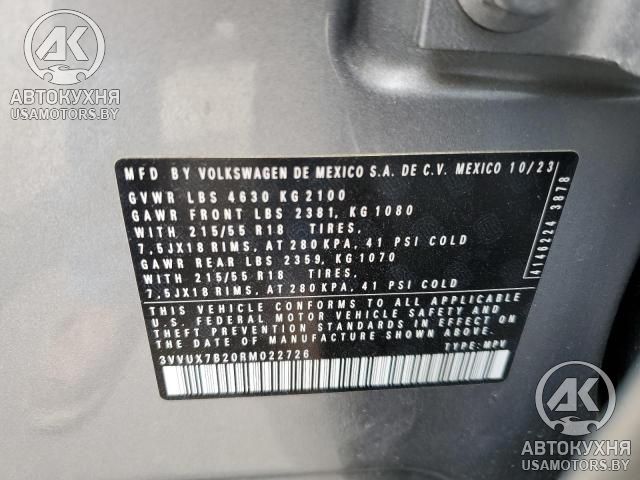 АК
АВТОКУХНЯ
USAMOTORS.BY
MFD BY VOLKSWAGEN DE MEXICO S.A. DE C.V. MEXICO 10/23
GVWR LBS 4630 KG 2100
GAWR FRONT LBS 2381, KG 1080
WITH 215/55 R18 TIRES,
7,5JX18 RIMS, AT 280 KPA, 41 PSI COLD
GAWR REAR LBS 2359, KG 1070
WITH 215/55 R18 TIRES,
7,5JX18 RIMS, AT 280 KPA, 41 PSI COLD
THIS VEHICLE CONFORMS TO ALL APPLICABLE
U.S. FEDERAL MOTOR VEHICLE SAFETY AND
THEFT PREVENTION STANDARDS IN EFFECT ON
THE DATE OF MANUFACTURE SHOWN ABOVE.
3VVUX7B20RM022726 TYPE: MPV
4146224 3878
АК
АВТОКУХНЯ
USAMOTORS.BY